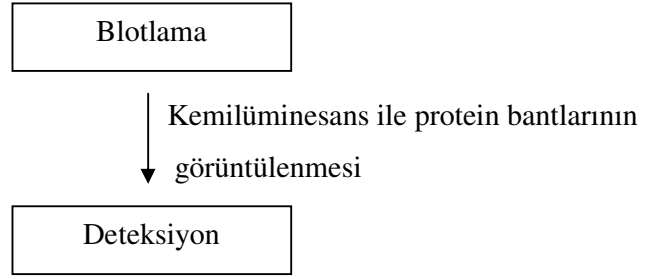 Blotlama
Kemilüminesans ile protein bantlarının
görüntülenmesi
Deteksiyon